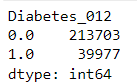 Diabetes_012
0.0    213703
1.0     39977
dtype: int64